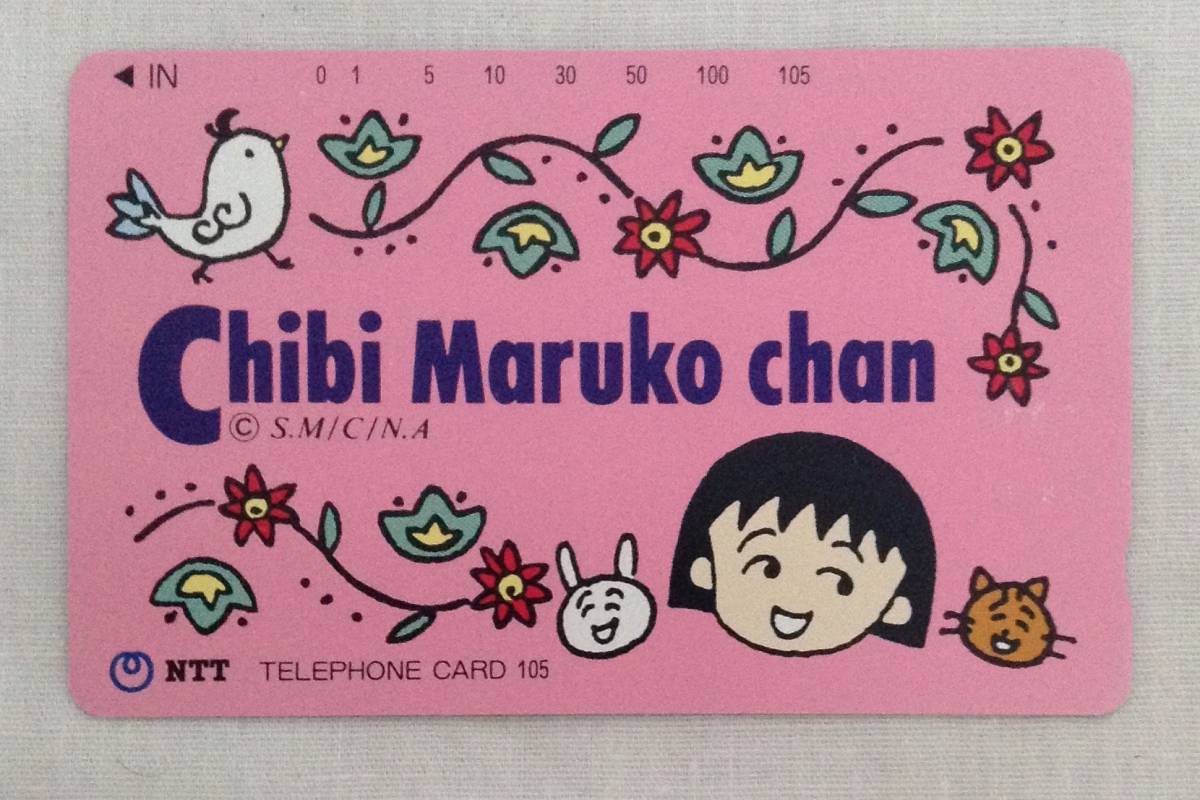 ◀ IN 0 1 5 10 30 50 100 105
Chibi Maruko chan
© S.M/C/N.A
NTT TELEPHONE CARD 105